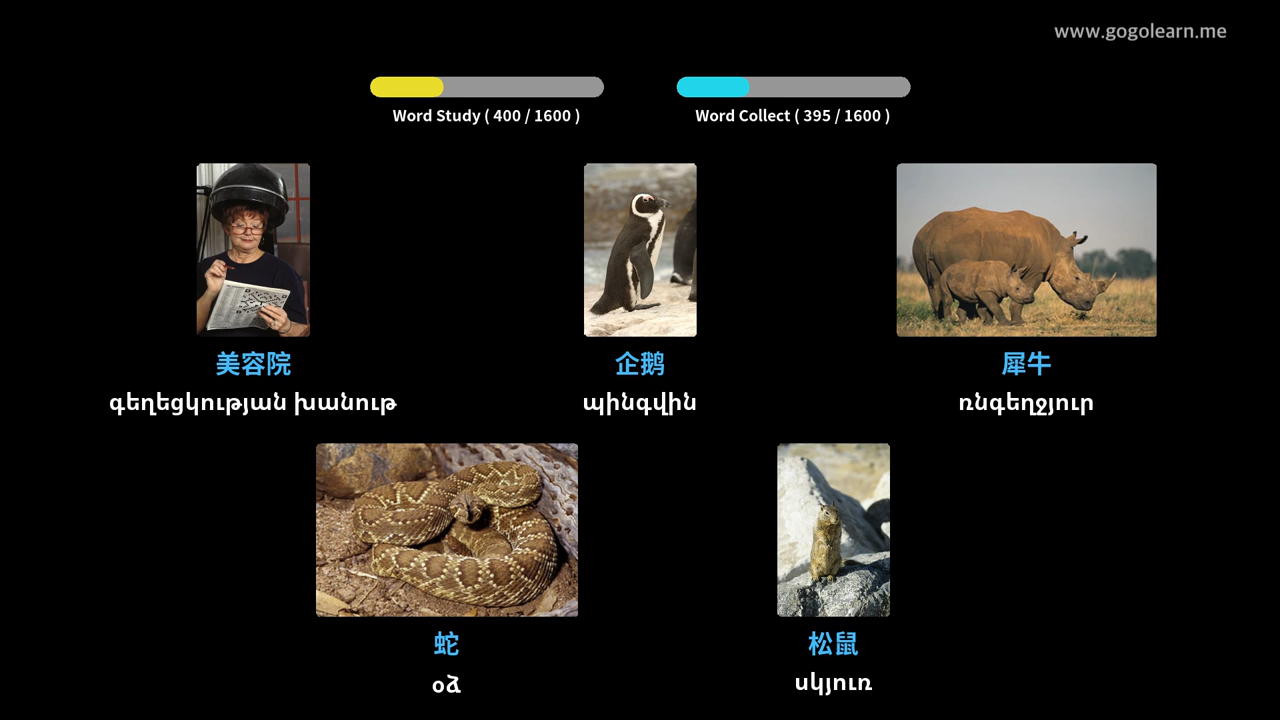 www.gogolearn.me
Word Study ( 400 / 1600 )
Word Collect ( 395 / 1600 )
美容院
գեղեցկության խանութ
企鹅
պինգվին
犀牛
ռնգեղջյուր
蛇
օձ
松鼠
սկյուռ